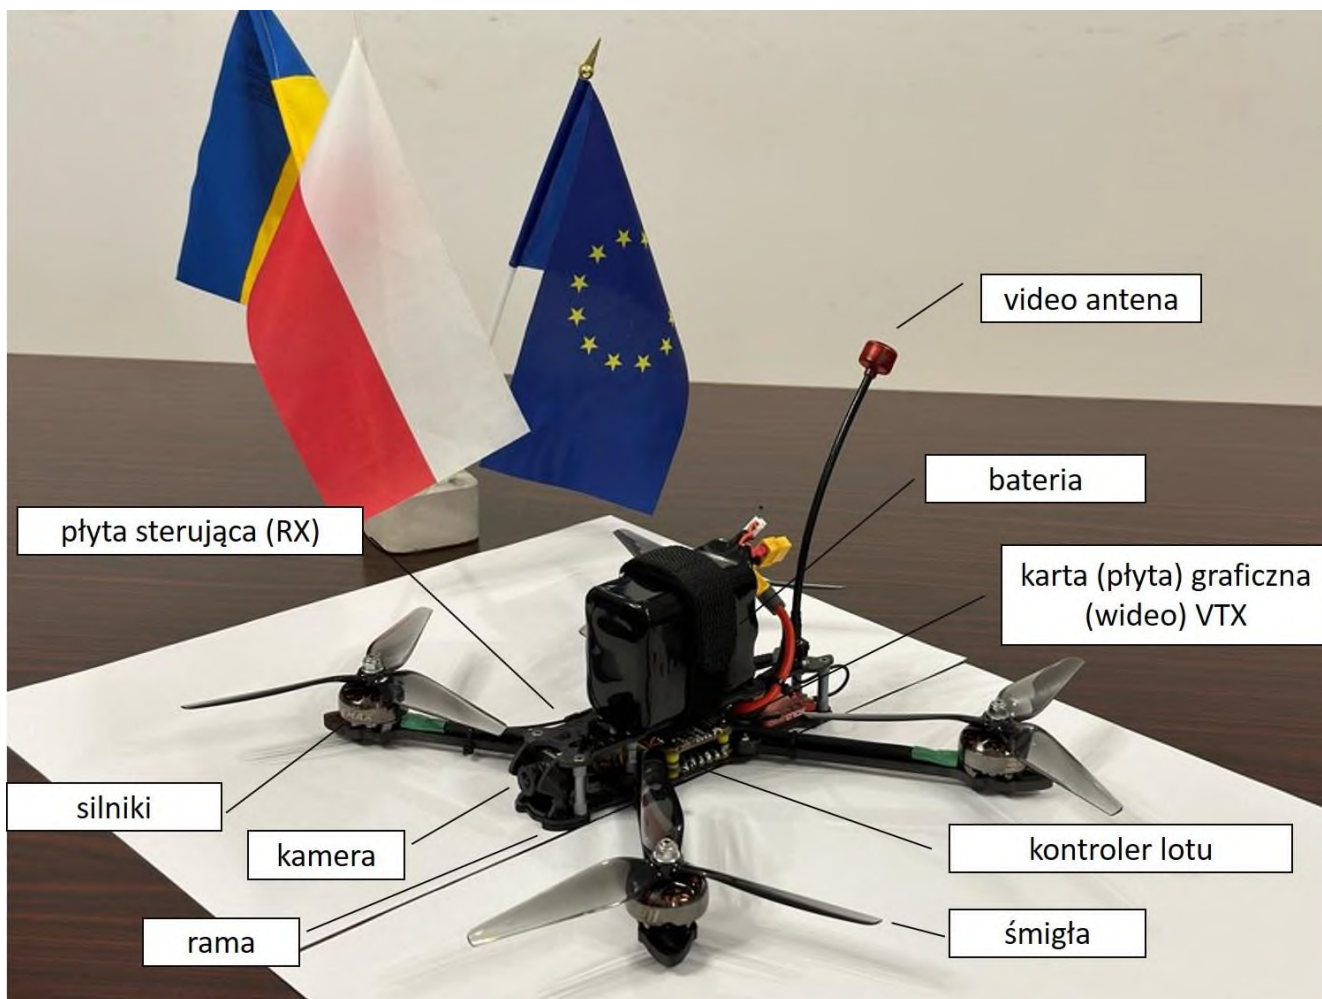 video antena
bateria
płyta sterująca (RX)
karta (płyta) graficzna
(wideo) VTX
silniki
kamera
kontroler lotu
rama
śmigła